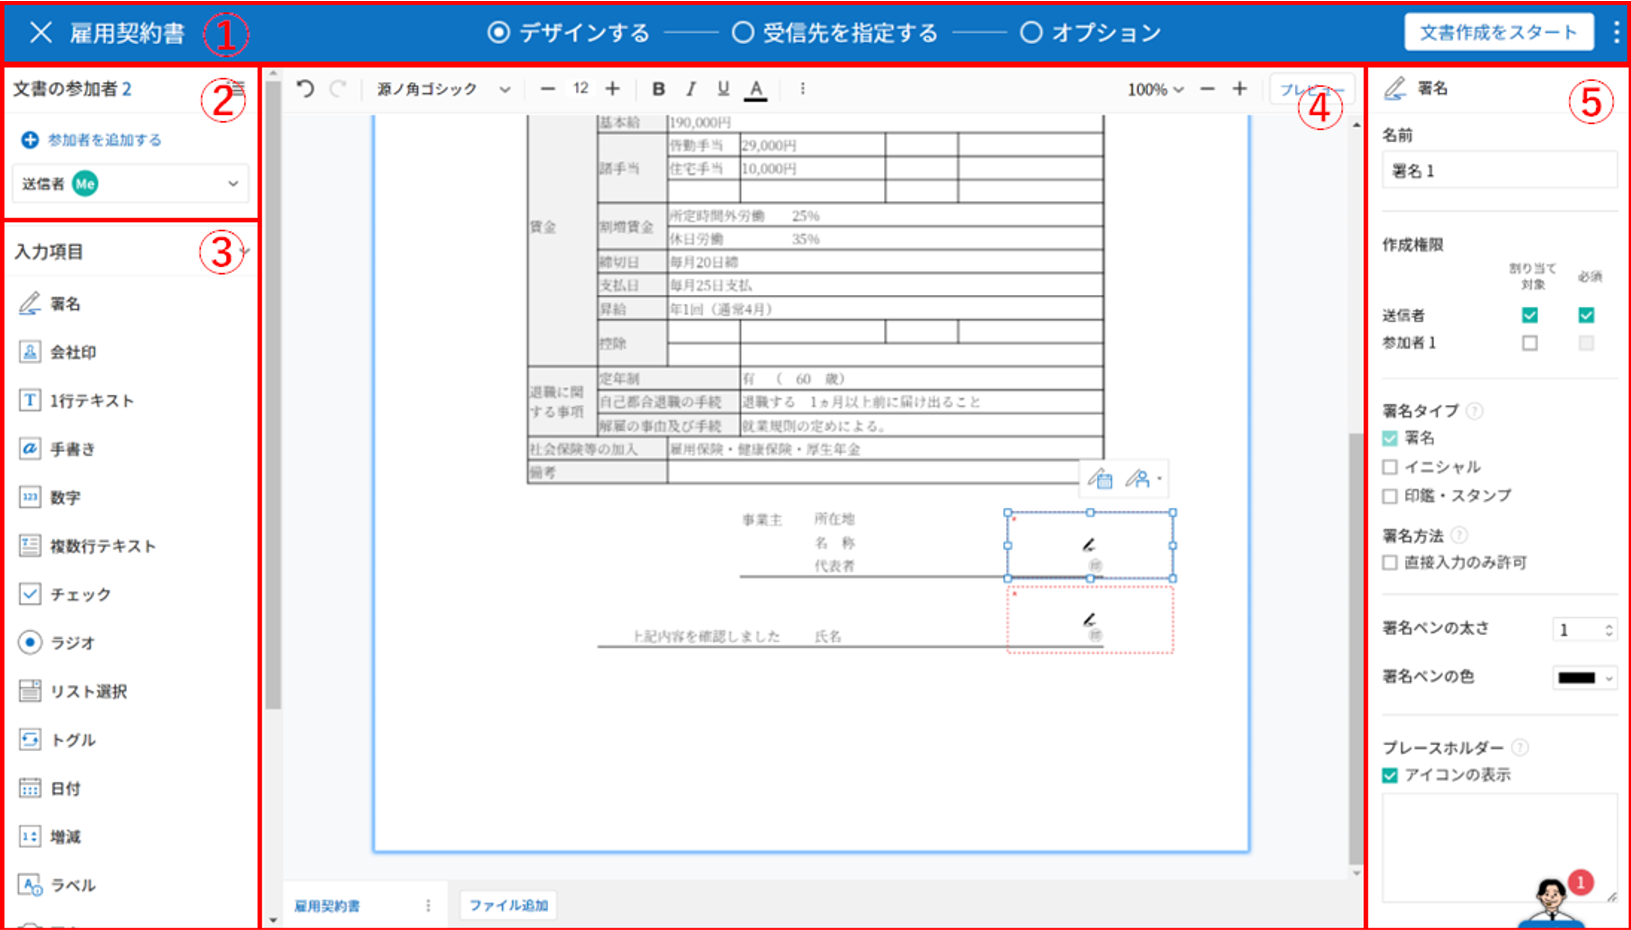 雇用契約書 ①
デザインする
受信先を指定する
オプション
文書作成をスタート
文書の参加者 2 ②
参加者を追加する
送信者 Me
入力項目 ③
署名
会社印
T 1行テキスト
a 手書き
123 数字
複数行テキスト
チェック
ラジオ
リスト選択
トグル
日付
増減
ラベル
源ノ角ゴシック
12
B I U A
100%
プレビュー ④
基本給 190,000円
諸手当
皆勤手当 29,000円
住宅手当 10,000円
賃金
割増賃金
所定時間外労働 25%
休日労働 35%
締切日 毎月20日締
支払日 毎月25日支払
昇給 年1回（通常4月）
控除
退職に関する事項
定年制 有 （ 60 歳）
自己都合退職の手続 退職する 1ヵ月以上前に届け出ること
解雇の事由及び手続 就業規則の定めによる。
社会保険等の加入 雇用保険・健康保険・厚生年金
備考
事業主 所在地
名 称
代表者 ㊞
上記内容を確認しました 氏名 ㊞
雇用契約書
ファイル追加
署名 ⑤
名前
署名 1
作成権限
割り当て対象 必須
送信者
参加者 1
署名タイプ ?
署名
イニシャル
印鑑・スタンプ
署名方法 ?
直接入力のみ許可
署名ペンの太さ 1
署名ペンの色
プレースホルダー ?
アイコンの表示
1